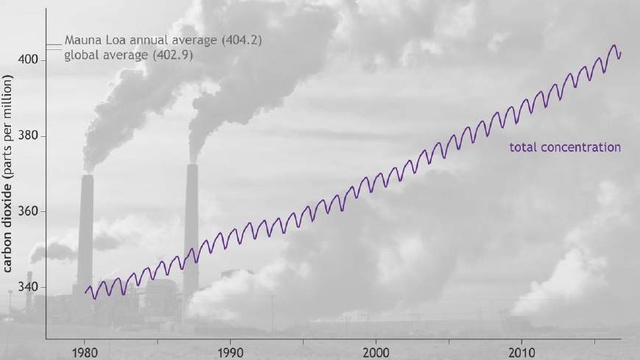 Mauna Loa annual average (404.2)
global average (402.9)
400
380
360
340
carbon dioxide (parts per million)
total concentration
1980
1990
2000
2010